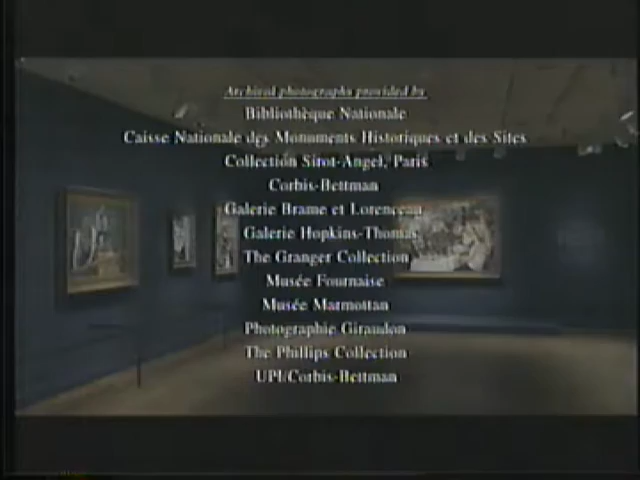 Archival photographs provided by
Bibliothèque Nationale
Caisse Nationale des Monuments Historiques et des Sites
Collection Sirot-Angel, Paris
Corbis-Bettman
Galerie Brame et Lorenceau
Galerie Hopkins-Thomas
The Granger Collection
Musée Fournaise
Musée Marmottan
Photographie Giraudon
The Phillips Collection
UPI/Corbis-Bettman